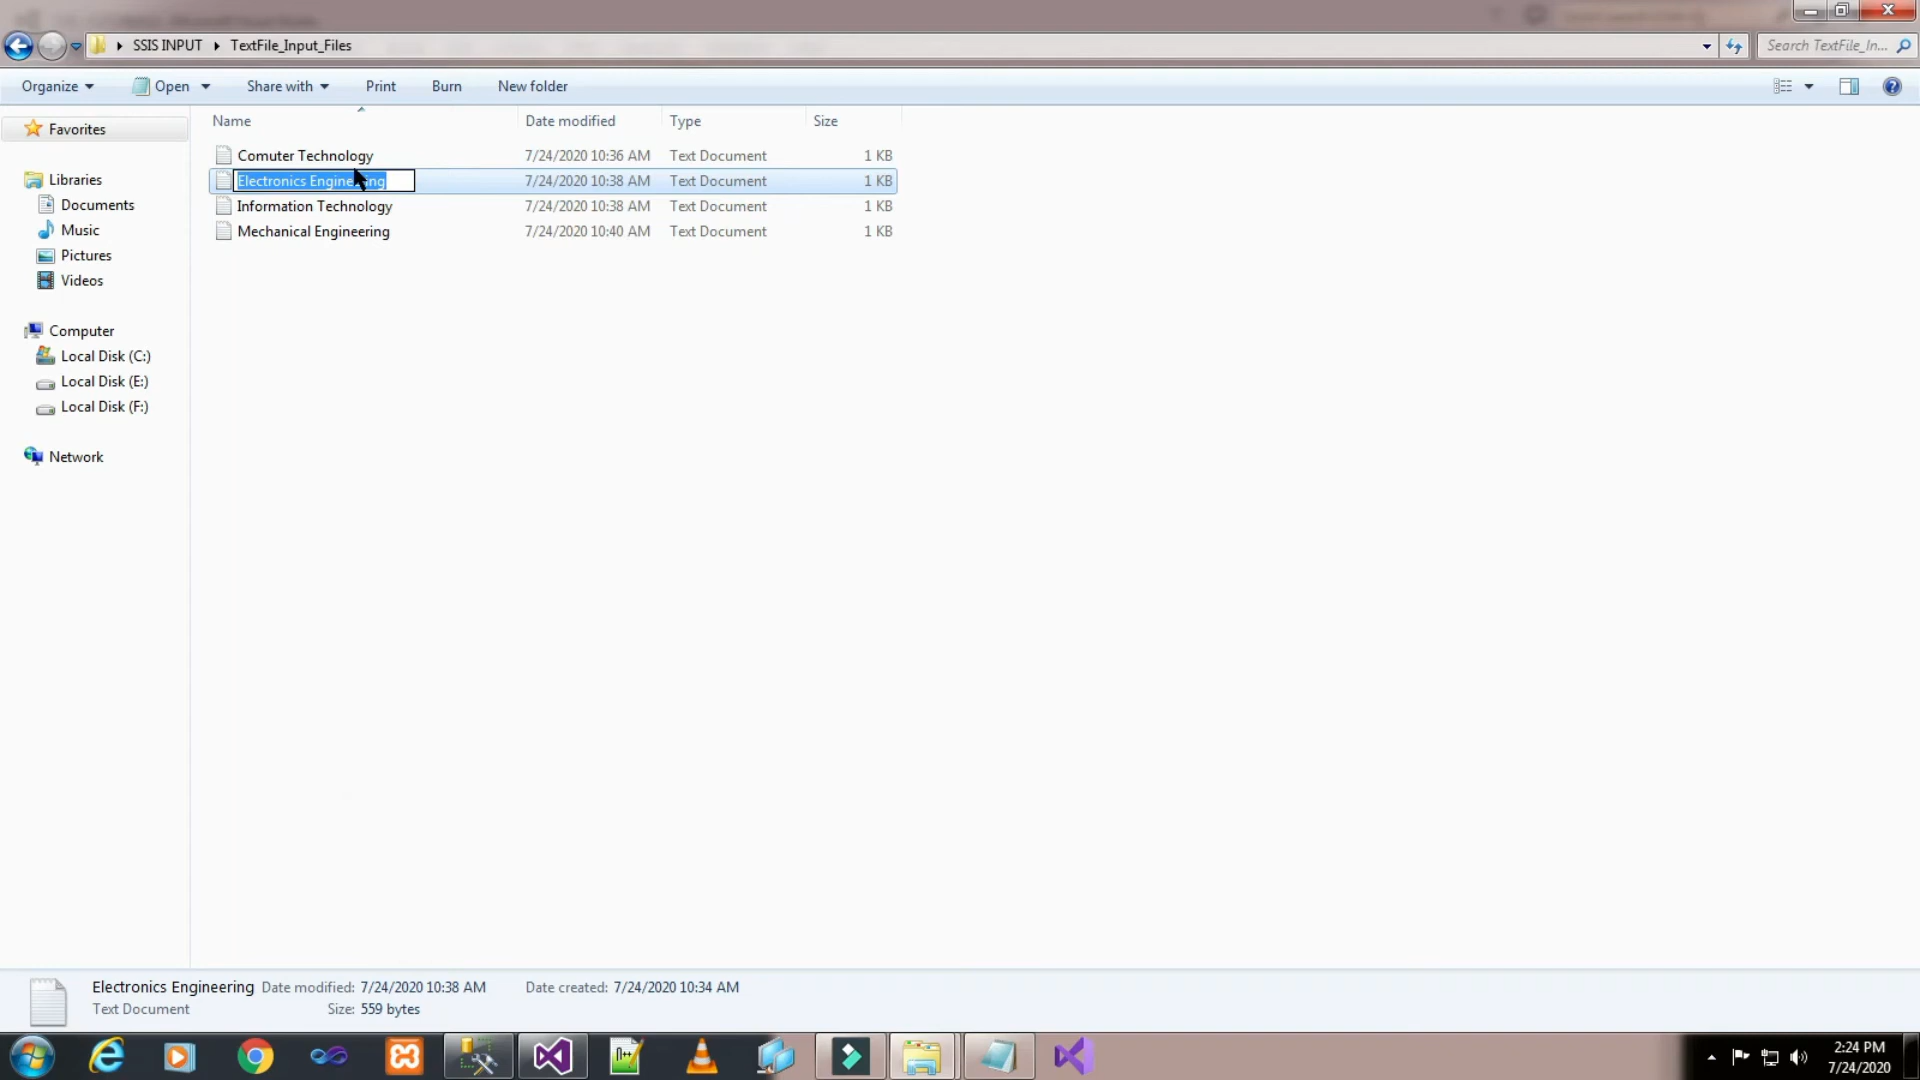 SSIS INPUT TextFile_Input_Files
Search TextFile_In...
Organize Open Share with Print Burn New folder
Name Date modified Type Size
Favorites
Comuter Technology 7/24/2020 10:36 AM Text Document 1 KB
Electronics Engineering 7/24/2020 10:38 AM Text Document 1 KB
Information Technology 7/24/2020 10:38 AM Text Document 1 KB
Mechanical Engineering 7/24/2020 10:40 AM Text Document 1 KB
Libraries
Documents
Music
Pictures
Videos
Computer
Local Disk (C:)
Local Disk (E:)
Local Disk (F:)
Network
Electronics Engineering Date modified: 7/24/2020 10:38 AM Date created: 7/24/2020 10:34 AM
Text Document Size: 559 bytes
2:24 PM
7/24/2020